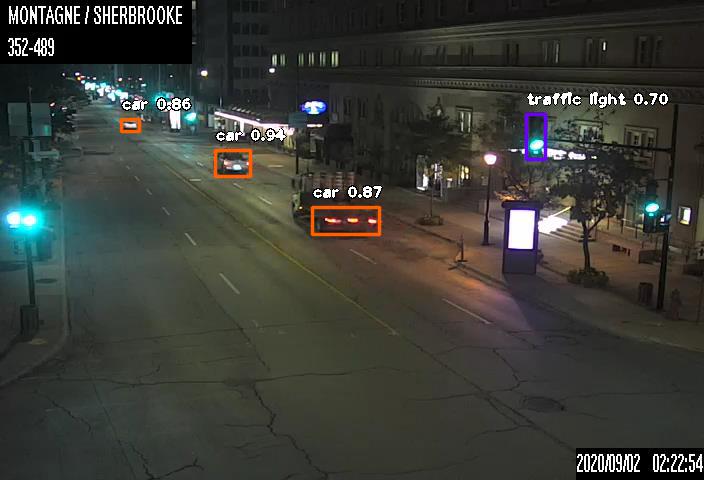 MONTAGNE / SHERBROOKE
352-489
car 0.86
traffic light 0.70
car 0.94
car 0.87
2020/09/02 02:22:54